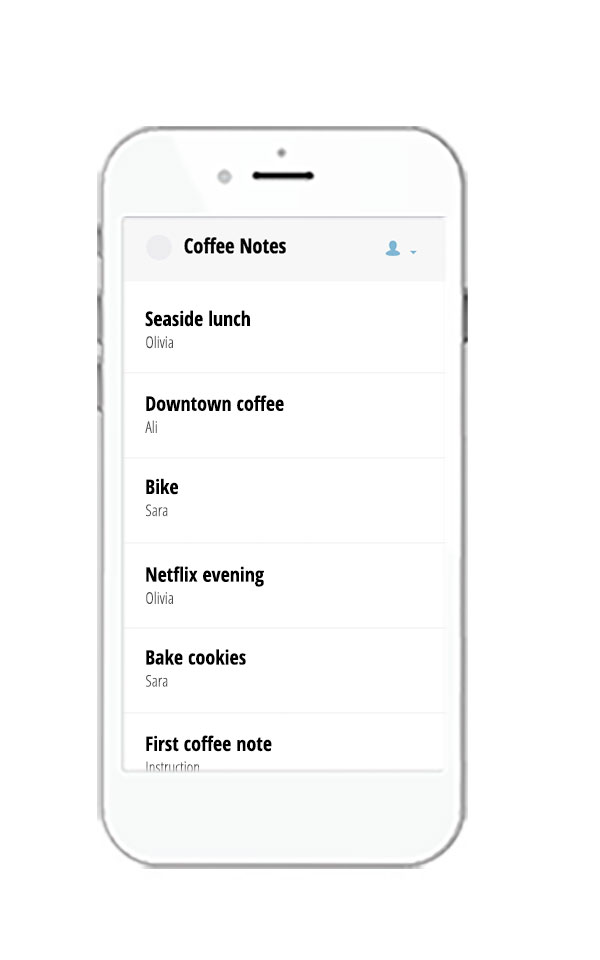 Coffee Notes
Seaside lunch
Olivia
Downtown coffee
Ali
Bike
Sara
Netflix evening
Olivia
Bake cookies
Sara
First coffee note
Instruction